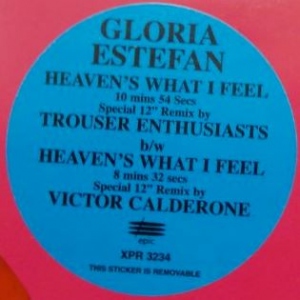 GLORIA
ESTEFAN
HEAVEN'S WHAT I FEEL
10 mins 54 Secs
Special 12" Remix by
TROUSER ENTHUSIASTS
b/w
HEAVEN'S WHAT I FEEL
8 mins 32 secs
Special 12" Remix by
VICTOR CALDERONE
epic
XPR 3234
THIS STICKER IS REMOVABLE